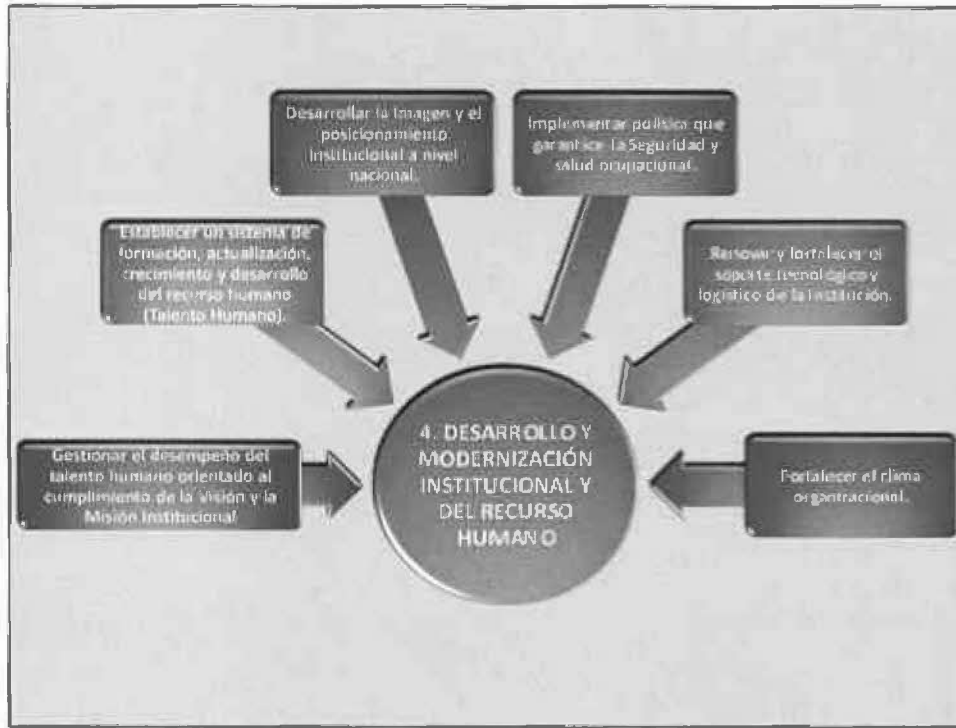 Desarrollar la Imagen y el
posicionamiento
Institucional a nivel
nacional.
Implementar política que
garantice la Seguridad y
salud ocupacional.
Establecer un sistema de
formación, actualización,
crecimiento y desarrollo
del recurso humano
(Talento Humano).
Renovar y fortalecer el
soporte tecnológico y
logístico de la Institución.
Gestionar el desempeño del
talento humano orientado al
cumplimiento de la Visión y la
Misión Institucional
4. DESARROLLO Y
MODERNIZACIÓN
INSTITUCIONAL Y
DEL RECURSO
HUMANO
Fortalecer el clima
organizacional.